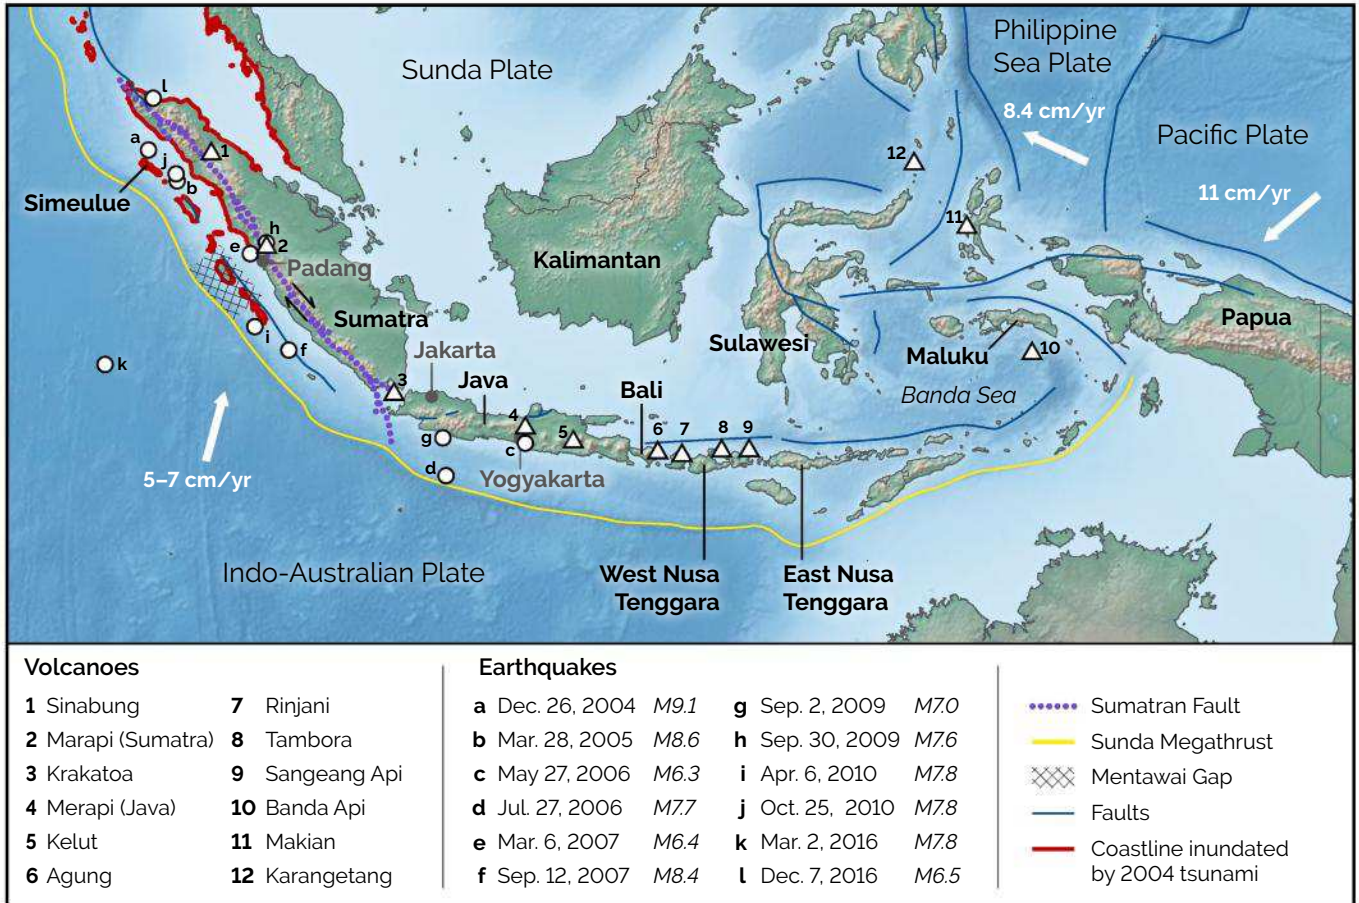 Philippine
Sea Plate
Sunda Plate
8.4 cm/yr
Pacific Plate
l
a
1
j
b
12
Simeulue
11 cm/yr
11
h
e
2
Padang
Kalimantan
Sumatra
i
f
k
Jakarta
Java
3
Sulawesi
Maluku
10
Papua
Banda Sea
Bali
4
5
6
7
8
9
g
c
d
Yogyakarta
5–7 cm/yr
Indo-Australian Plate
West Nusa
Tenggara
East Nusa
Tenggara
Volcanoes
1 Sinabung
2 Marapi (Sumatra)
3 Krakatoa
4 Merapi (Java)
5 Kelut
6 Agung
7 Rinjani
8 Tambora
9 Sangeang Api
10 Banda Api
11 Makian
12 Karangetang
Earthquakes
a Dec. 26, 2004 M9.1
b Mar. 28, 2005 M8.6
c May 27, 2006 M6.3
d Jul. 27, 2006 M7.7
e Mar. 6, 2007 M6.4
f Sep. 12, 2007 M8.4
g Sep. 2, 2009 M7.0
h Sep. 30, 2009 M7.6
i Apr. 6, 2010 M7.8
j Oct. 25, 2010 M7.8
k Mar. 2, 2016 M7.8
l Dec. 7, 2016 M6.5
Sumatran Fault
Sunda Megathrust
Mentawai Gap
Faults
Coastline inundated
by 2004 tsunami